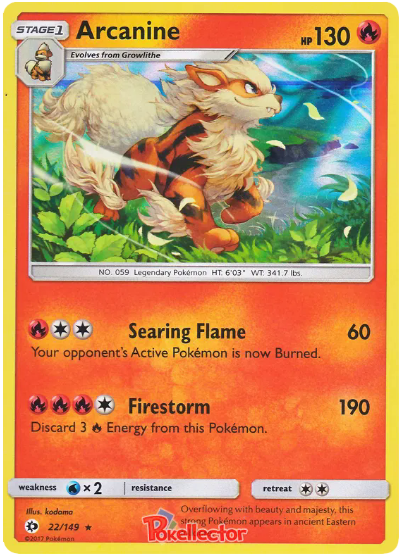 STAGE 1 Arcanine HP 130
Evolves from Growlithe
NO. 059 Legendary Pokémon HT: 6'03" WT: 341.7 lbs.
Searing Flame 60
Your opponent's Active Pokémon is now Burned.
Firestorm 190
Discard 3 Energy from this Pokémon.
weakness ×2 resistance retreat
Illus. kodama
22/149
©2017 Pokémon
Overflowing with beauty and majesty, this
strong Pokémon appears in ancient Eastern
Pokellector